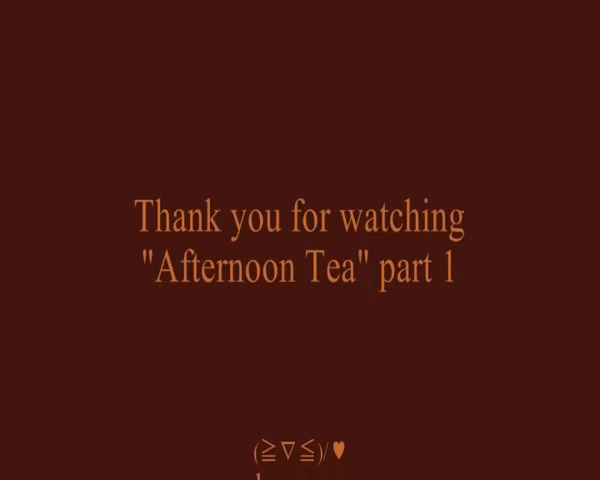 Thank you for watching
"Afternoon Tea" part 1
(≧∇≦)/ ♥